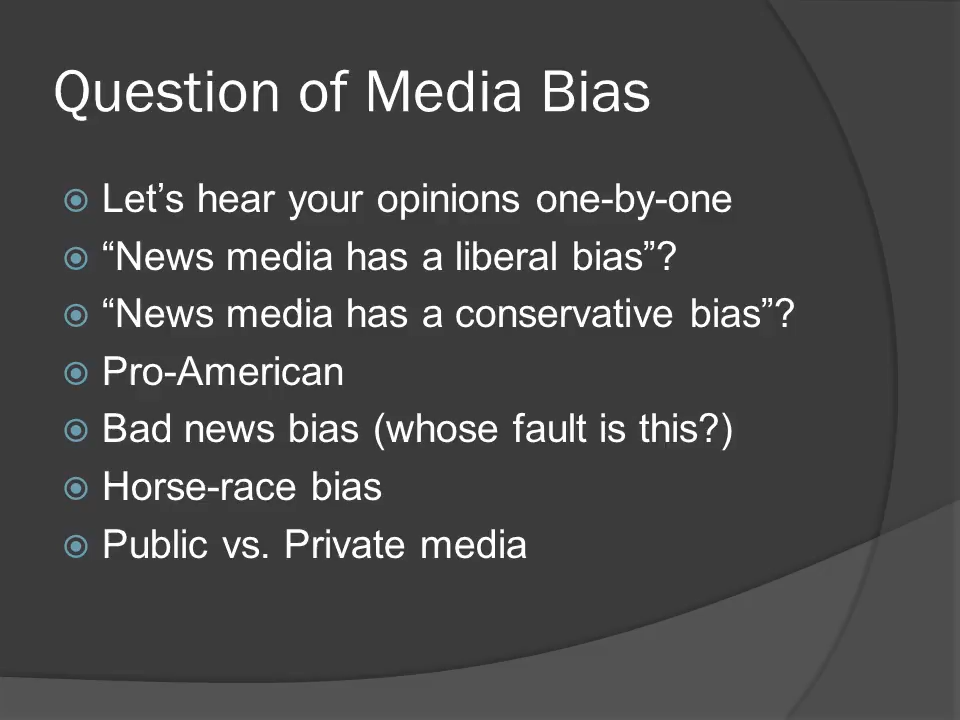 Question of Media Bias
Let’s hear your opinions one-by-one
“News media has a liberal bias”?
“News media has a conservative bias”?
Pro-American
Bad news bias (whose fault is this?)
Horse-race bias
Public vs. Private media